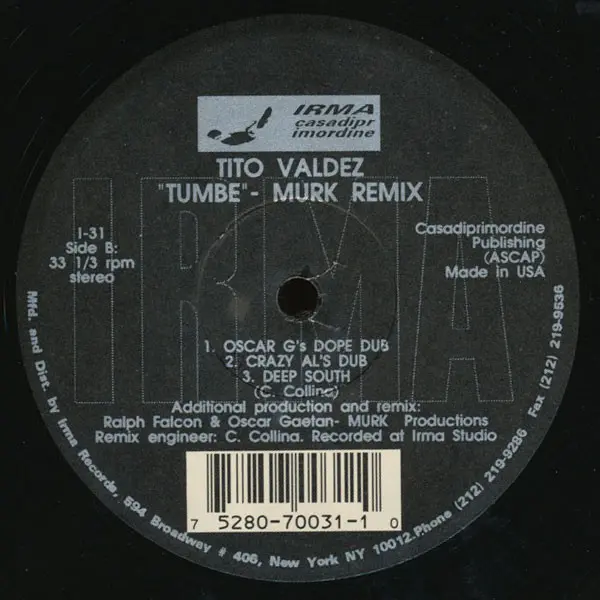 IRMA
casadipr
imordine
TITO VALDEZ
"TUMBE"- MURK REMIX
I-31
Side B:
33 1/3 rpm
stereo
Casadiprimordine
Publishing
(ASCAP)
Made in USA
IRMA
1. OSCAR G's DOPE DUB
2. CRAZY AL'S DUB
3. DEEP SOUTH
(C. Collina)
Additional production and remix:
Ralph Falcon & Oscar Gaetan- MURK Productions
Remix engineer: C. Collina. Recorded at Irma Studio
7 5280-70031-1 0
Mfd. and Dist. by Irma Records, 594 Broadway # 406, New York NY 10012.Phone (212) 219-9286 Fax (212) 219-9536